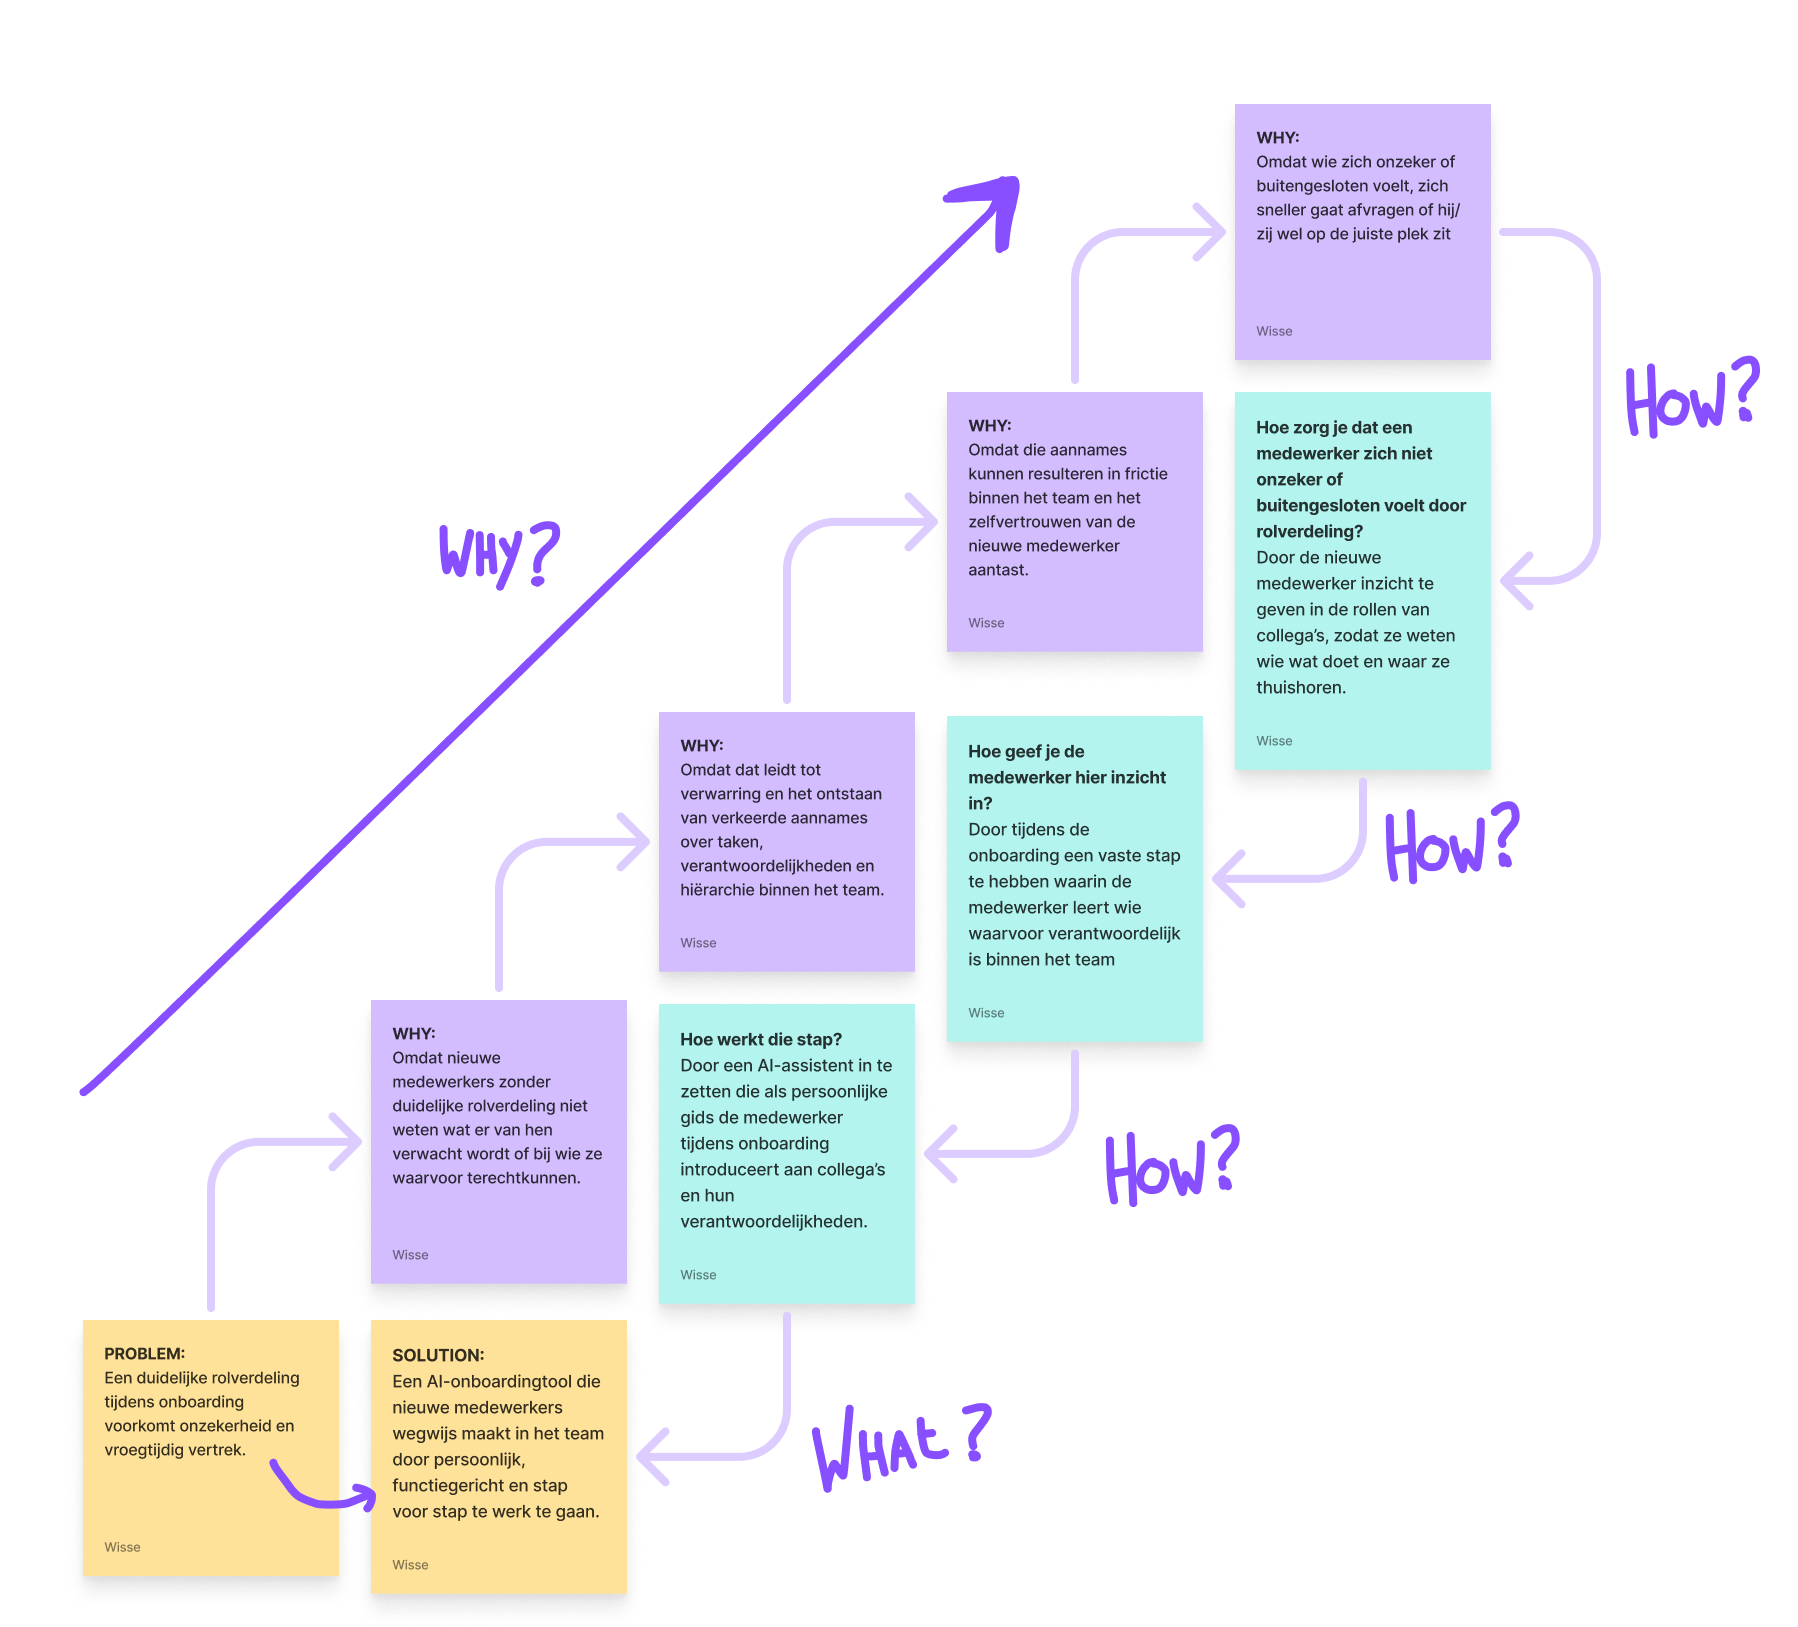 WHY:
Omdat wie zich onzeker of
buitengesloten voelt, zich
sneller gaat afvragen of hij/
zij wel op de juiste plek zit
Wisse
HOW?
WHY:
Omdat die aannames
kunnen resulteren in frictie
binnen het team en het
zelfvertrouwen van de
nieuwe medewerker
aantast.
Wisse
Hoe zorg je dat een
medewerker zich niet
onzeker of
buitengesloten voelt door
rolverdeling?
Door de nieuwe
medewerker inzicht te
geven in de rollen van
collega's, zodat ze weten
wie wat doet en waar ze
thuishoren.
Wisse
WHY?
WHY:
Omdat dat leidt tot
verwarring en het ontstaan
van verkeerde aannames
over taken,
verantwoordelijkheden en
hiërarchie binnen het team.
Wisse
Hoe geef je de
medewerker hier inzicht
in?
Door tijdens de
onboarding een vaste stap
te hebben waarin de
medewerker leert wie
waarvoor verantwoordelijk
is binnen het team
Wisse
HOW?
WHY:
Omdat nieuwe
medewerkers zonder
duidelijke rolverdeling niet
weten wat er van hen
verwacht wordt of bij wie ze
waarvoor terechtkunnen.
Wisse
Hoe werkt die stap?
Door een AI-assistent in te
zetten die als persoonlijke
gids de medewerker
tijdens onboarding
introduceert aan collega's
en hun
verantwoordelijkheden.
Wisse
HOW?
PROBLEM:
Een duidelijke rolverdeling
tijdens onboarding
voorkomt onzekerheid en
vroegtijdig vertrek.
Wisse
SOLUTION:
Een AI-onboardingtool die
nieuwe medewerkers
wegwijs maakt in het team
door persoonlijk,
functiegericht en stap
voor stap te werk te gaan.
Wisse
WHAt?